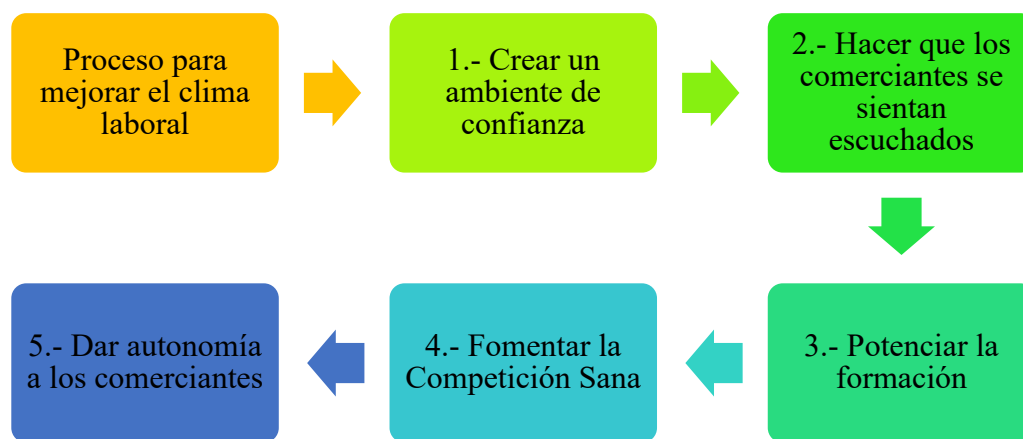 Proceso para
mejorar el clima
laboral
1.- Crear un
ambiente de
confianza
2.- Hacer que los
comerciantes se
sientan
escuchados
3.- Potenciar la
formación
4.- Fomentar la
Competición Sana
5.- Dar autonomía
a los comerciantes